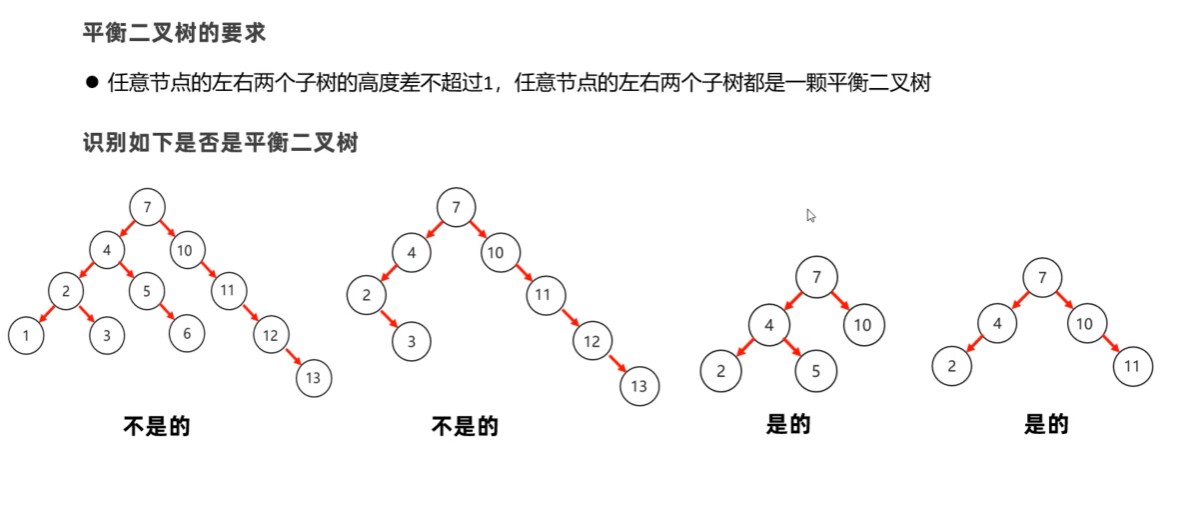 平衡二叉树的要求
● 任意节点的左右两个子树的高度差不超过1，任意节点的左右两个子树都是一颗平衡二叉树
识别如下是否是平衡二叉树
7
4 10
2 5 11
1 3 6 12
13
不是的
7
4 10
2 11
3 12
13
不是的
7
4 10
2 5
是的
7
4 10
2 11
是的